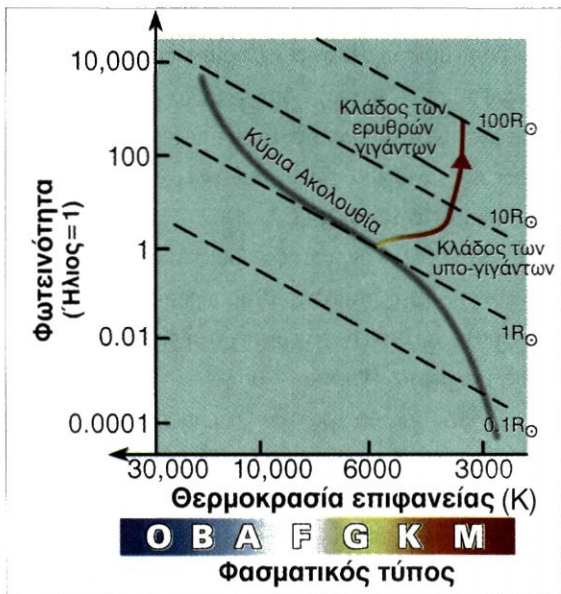 10,000
100
1
0.01
0.0001
Φωτεινότητα
(Ήλιος=1)
Κλάδος των
ερυθρών
γιγάντων
Κύρια Ακολουθία
Κλάδος των
υπο-γιγάντων
100R⊙
10R⊙
1R⊙
0.1R⊙
30,000 10,000 6000 3000
Θερμοκρασία επιφανείας (K)
O B A F G K M
Φασματικός τύπος